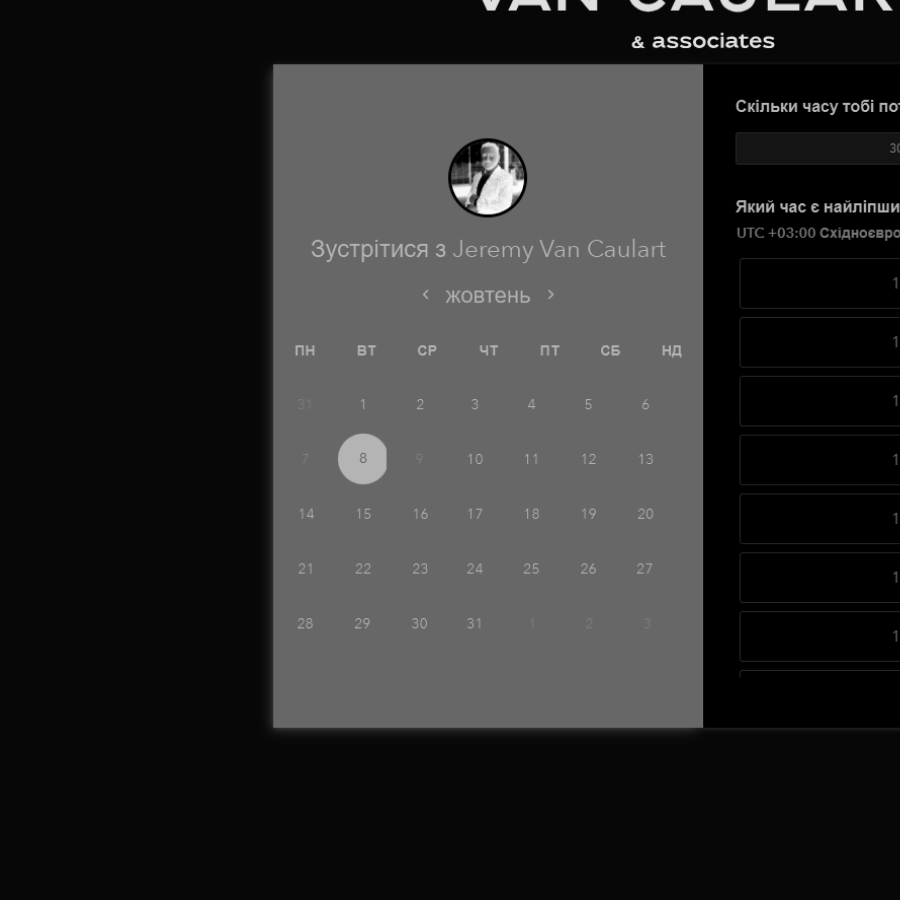 VAN CAULAR
& associates
Зустрітися з Jeremy Van Caulart
жовтень
ПН ВТ СР ЧТ ПТ СБ НД
31 1 2 3 4 5 6
7 8 9 10 11 12 13
14 15 16 17 18 19 20
21 22 23 24 25 26 27
28 29 30 31 1 2 3
Скільки часу тобі
30
Який час є
UTC +03:00
1
1
1
1
1
1
1